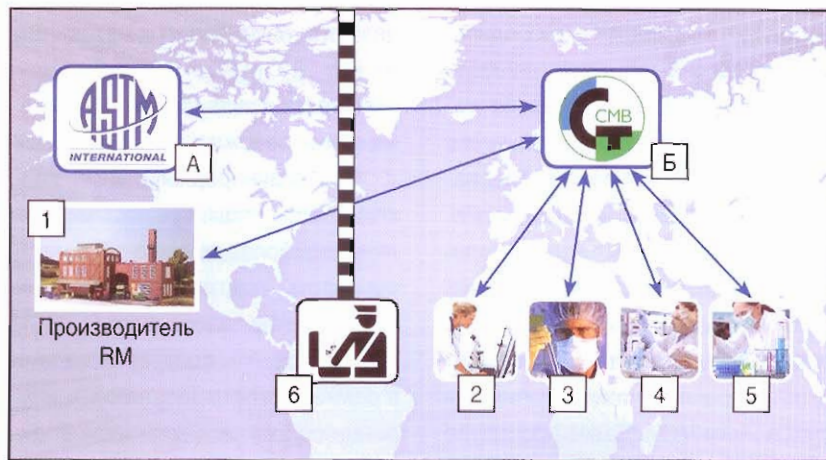 ASTM
INTERNATIONAL
А
СМВ
Б
1
Производитель
RM
6
2
3
4
5